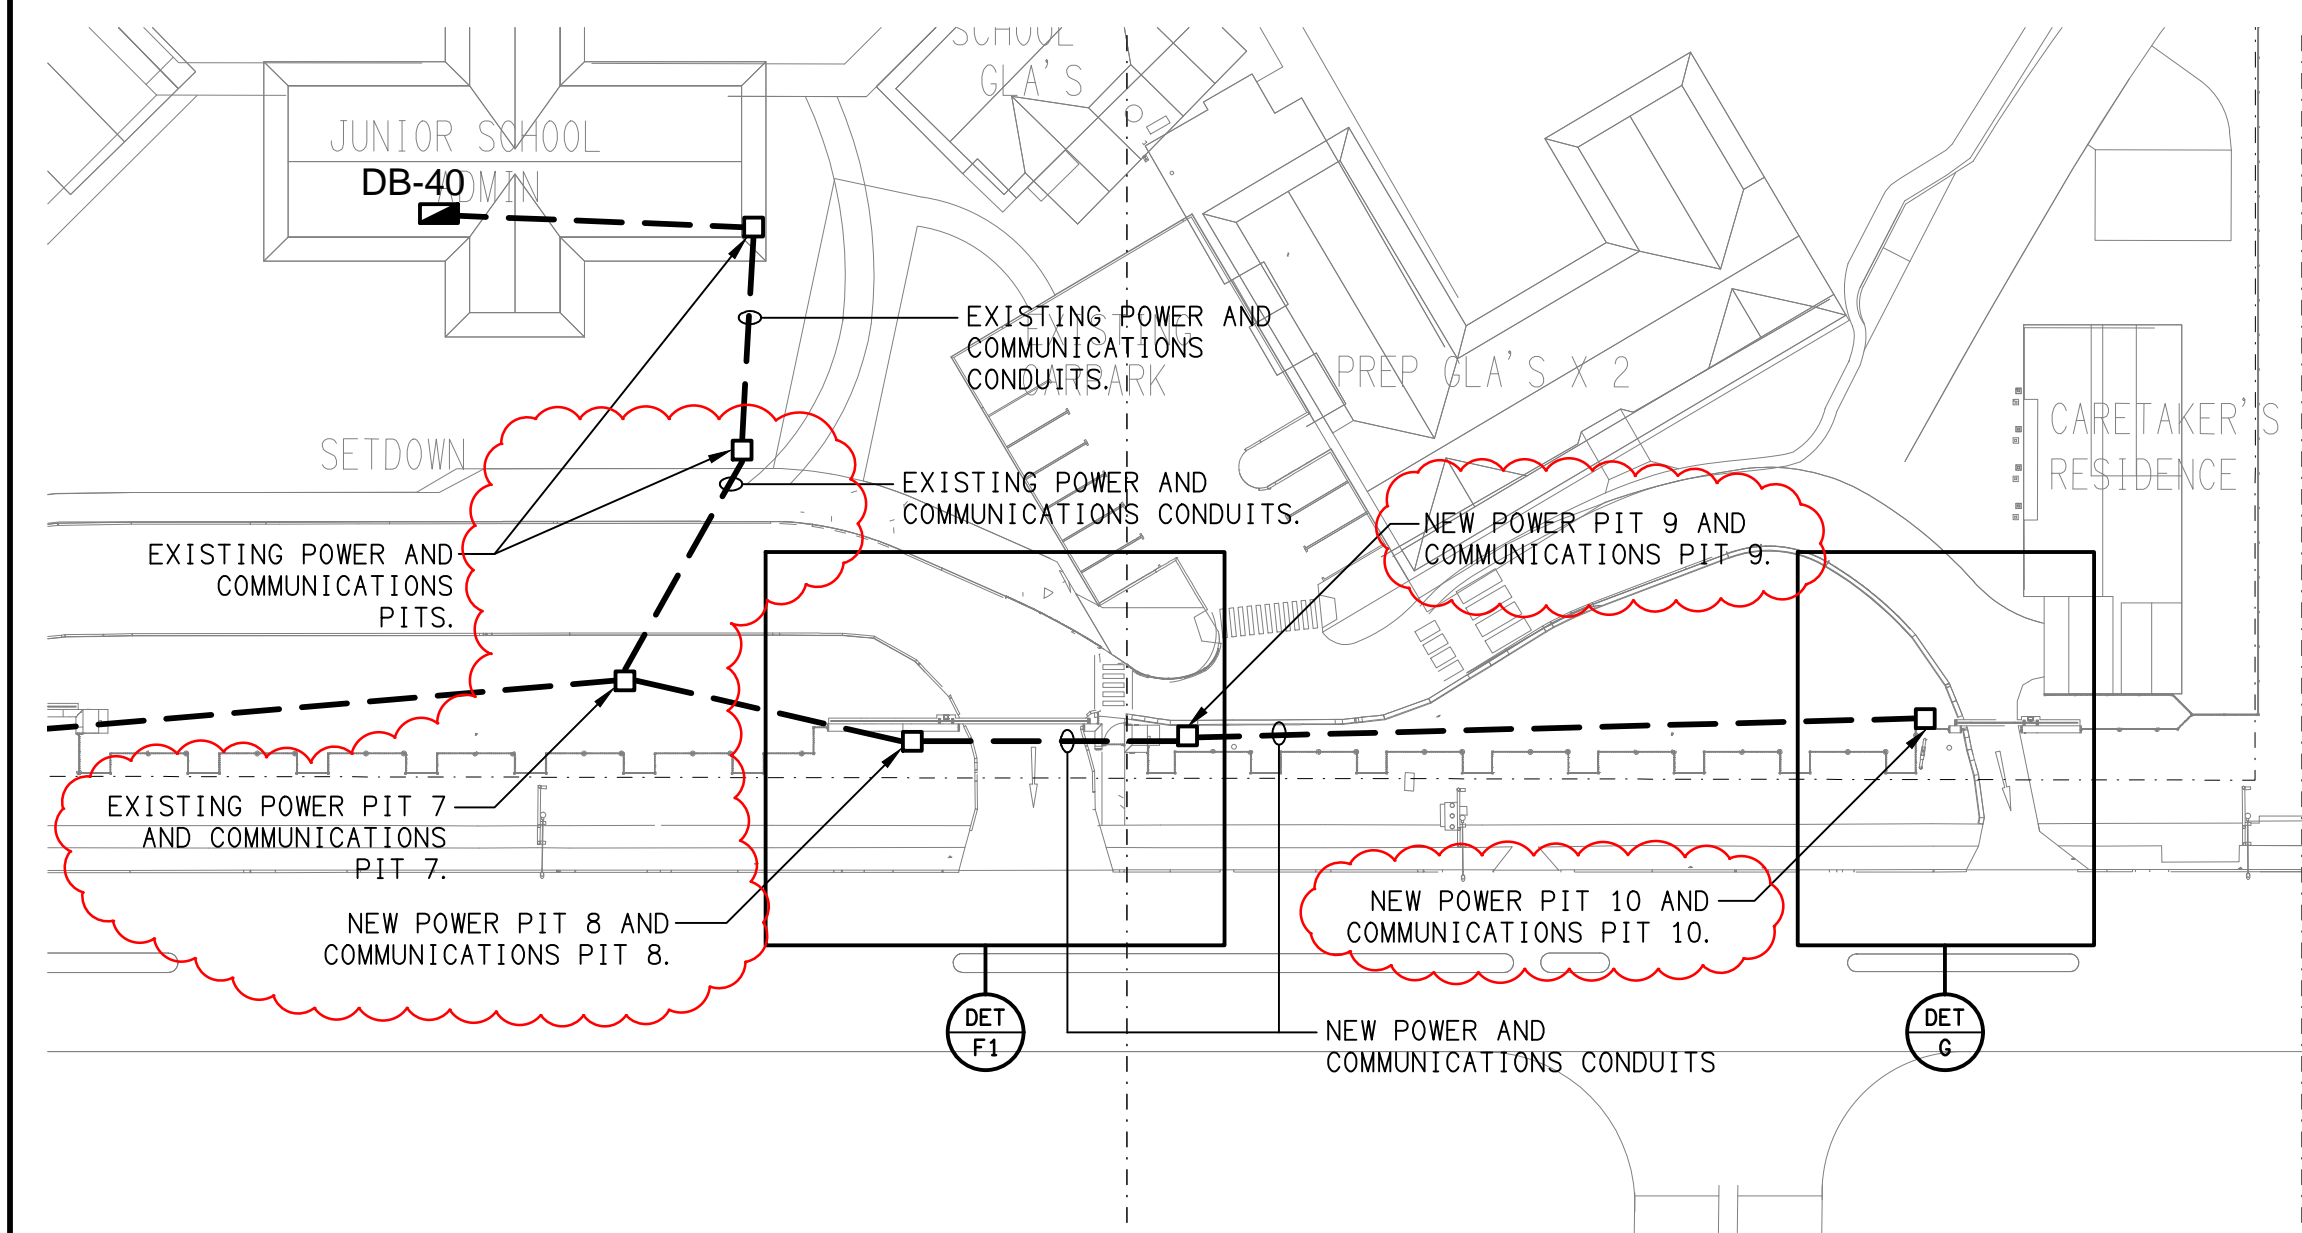 SCHOOL
GLA'S
JUNIOR SCHOOL
ADMIN
DB-40
EXISTING POWER AND
COMMUNICATIONS
CONDUITS.
EXISTING
CARPARK
PREP GLA'S X 2
CARETAKER'S
RESIDENCE
SETDOWN
EXISTING POWER AND
COMMUNICATIONS CONDUITS.
NEW POWER PIT 9 AND
COMMUNICATIONS PIT 9.
EXISTING POWER AND
COMMUNICATIONS
PITS.
EXISTING POWER PIT 7
AND COMMUNICATIONS
PIT 7.
NEW POWER PIT 8 AND
COMMUNICATIONS PIT 8.
NEW POWER PIT 10 AND
COMMUNICATIONS PIT 10.
DET
F1
DET
G
NEW POWER AND
COMMUNICATIONS CONDUITS